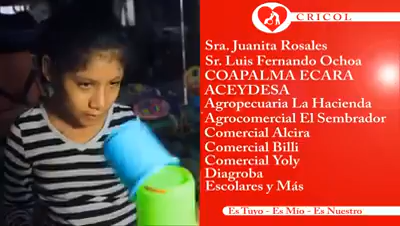 CRICOL
Sra. Juanita Rosales
Sr. Luis Fernando Ochoa
COAPALMA ECARA
ACEYDESA
Agropecuaria La Hacienda
Agrocomercial El Sembrador
Comercial Alcira
Comercial Billi
Comercial Yoly
Diagroba
Escolares y Más
Es Tuyo - Es Mío - Es Nuestro